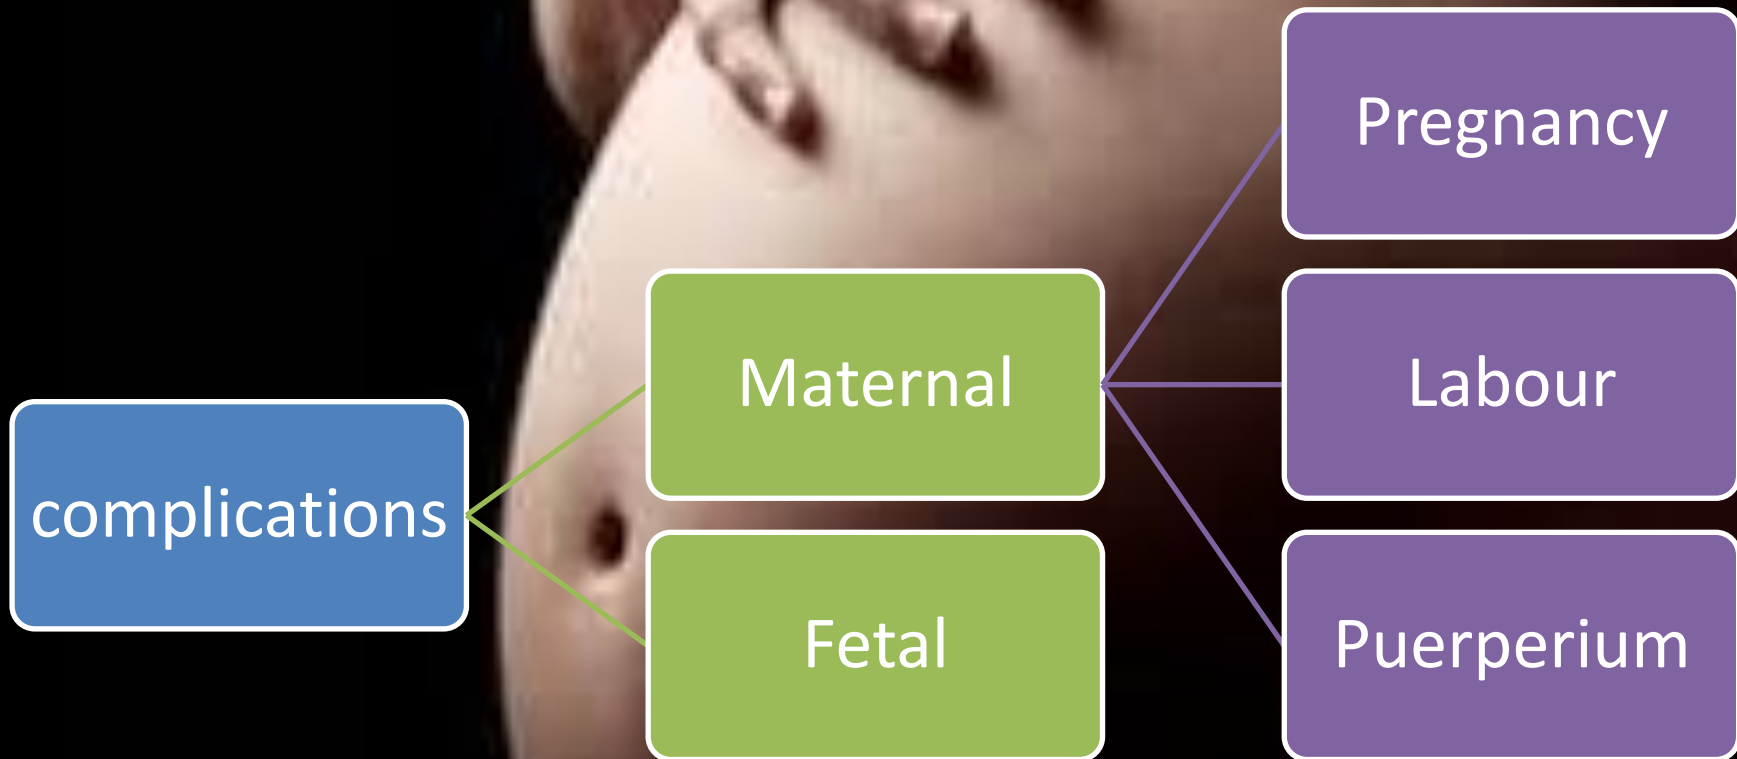 complications
Maternal
Fetal
Pregnancy
Labour
Puerperium